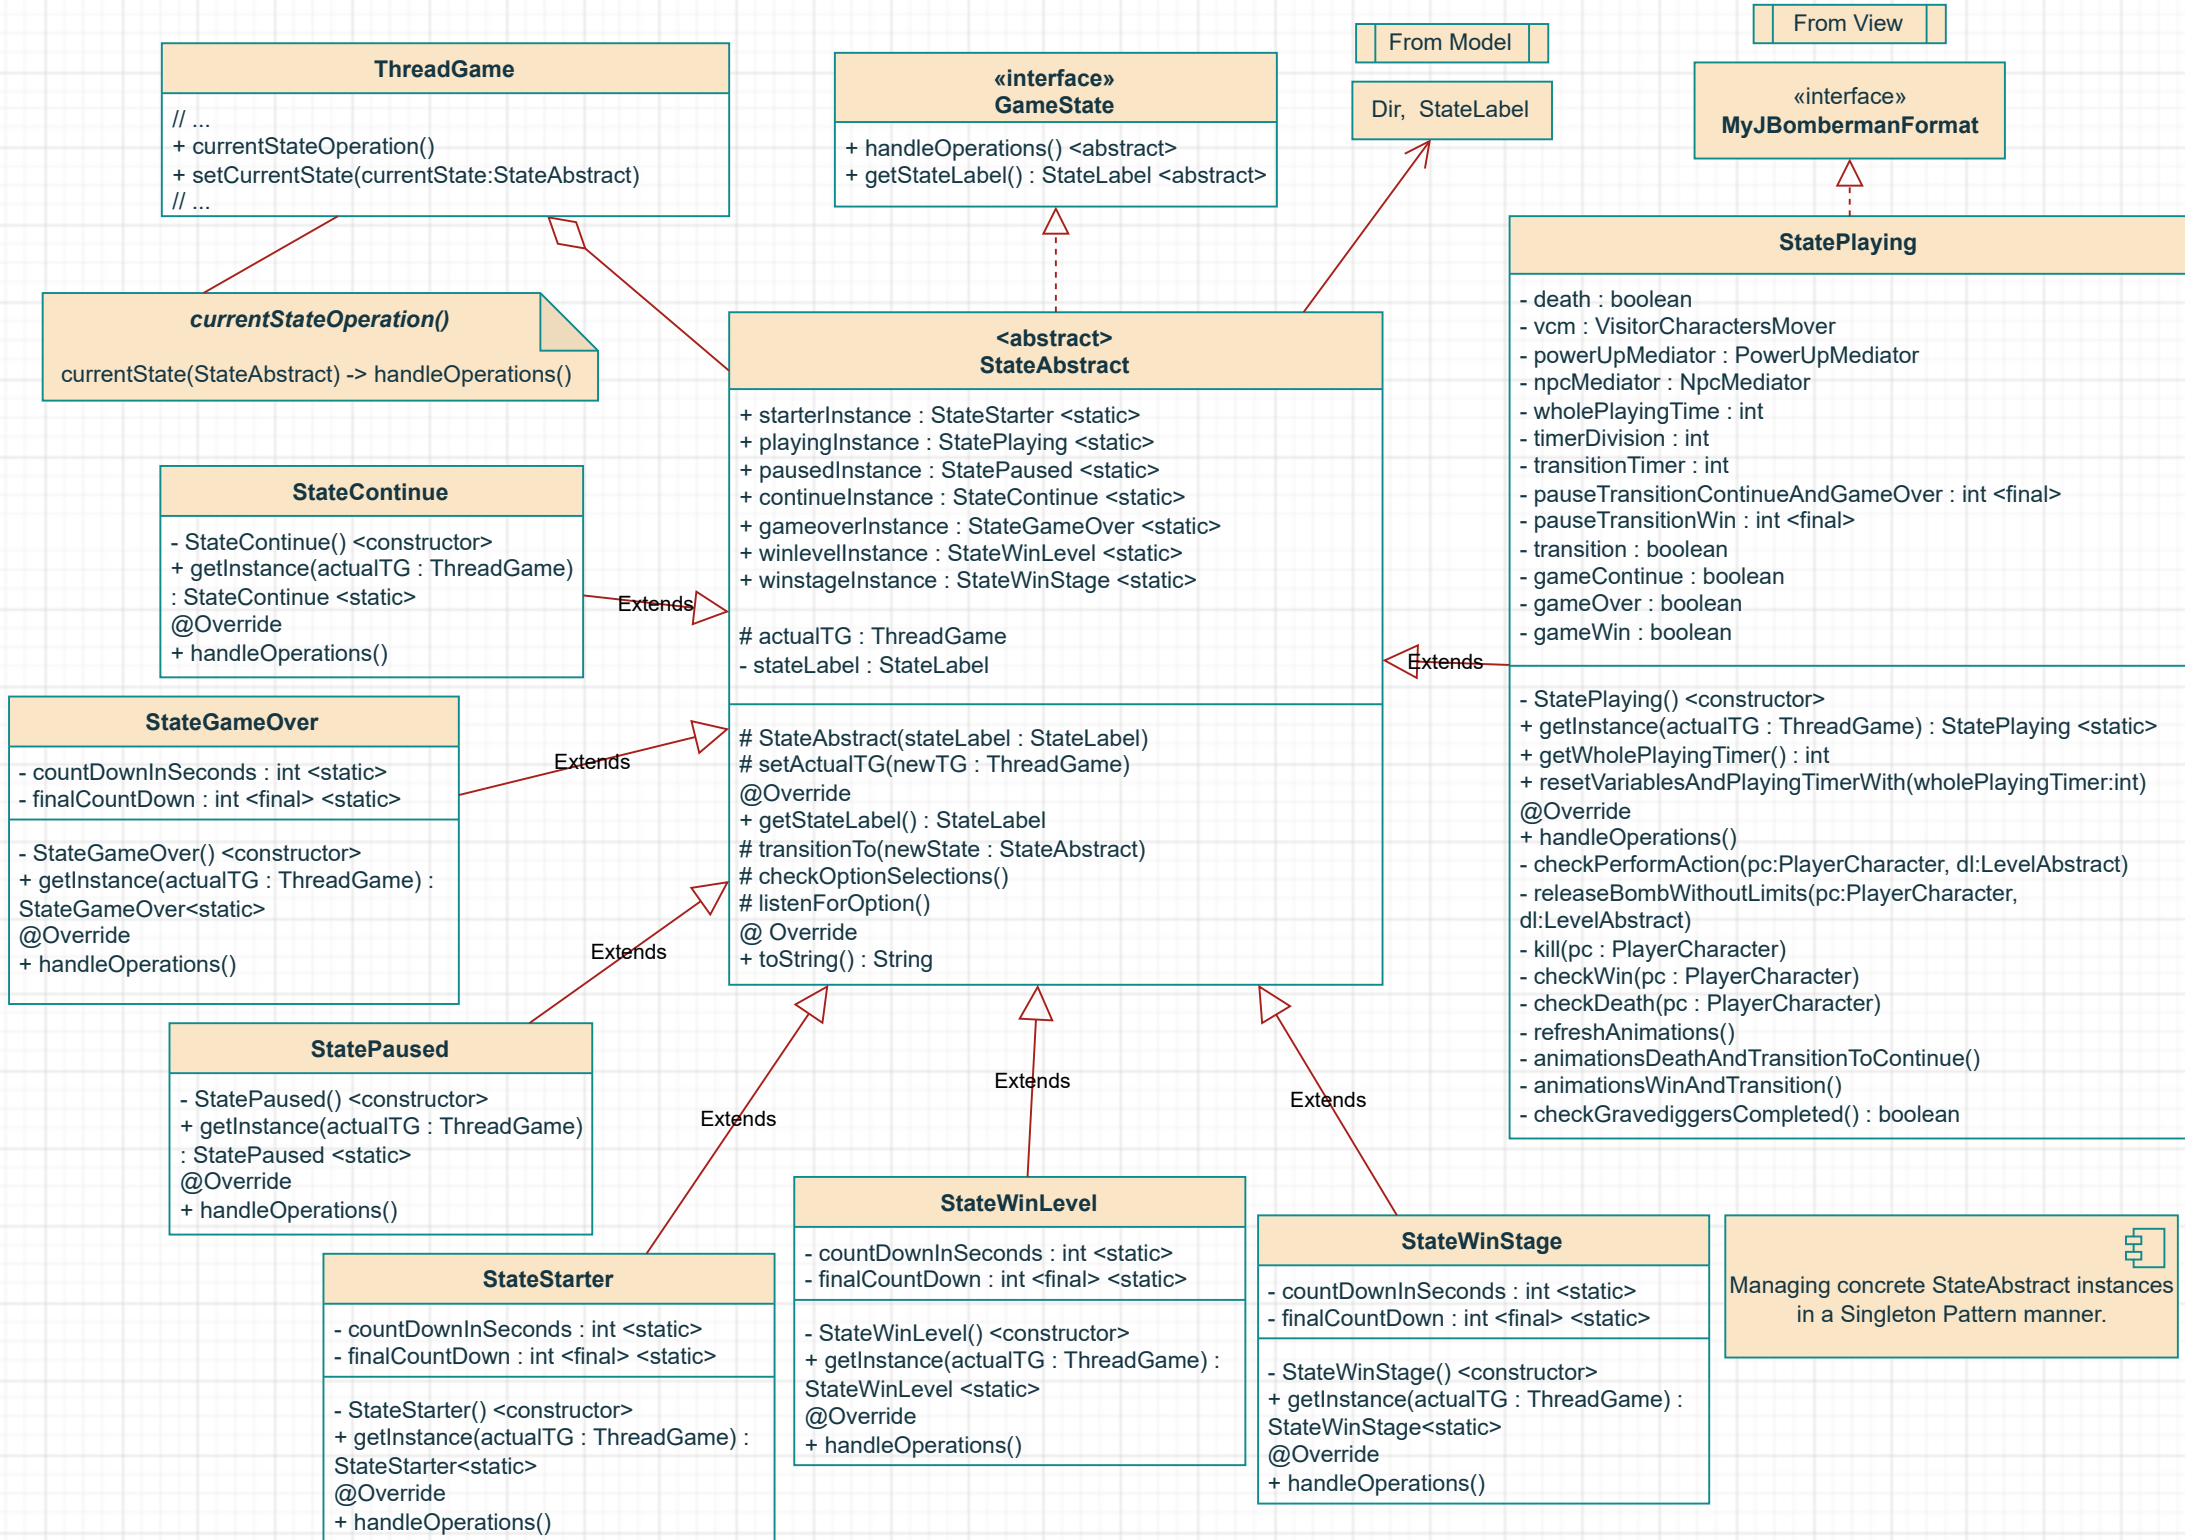 From View
From Model
ThreadGame
// ...
+ currentStateOperation()
+ setCurrentState(currentState:StateAbstract)
// ...
«interface»
GameState
+ handleOperations() <abstract>
+ getStateLabel() : StateLabel <abstract>
Dir,  StateLabel
«interface»
MyJBombermanFormat
currentStateOperation()
currentState(StateAbstract) -> handleOperations()
<abstract>
StateAbstract
+ starterInstance : StateStarter <static>
+ playingInstance : StatePlaying <static>
+ pausedInstance : StatePaused <static>
+ continueInstance : StateContinue <static>
+ gameoverInstance : StateGameOver <static>
+ winlevelInstance : StateWinLevel <static>
+ winstageInstance : StateWinStage <static>
# actualTG : ThreadGame
- stateLabel : StateLabel
# StateAbstract(stateLabel : StateLabel)
# setActualTG(newTG : ThreadGame)
@Override
+ getStateLabel() : StateLabel
# transitionTo(newState : StateAbstract)
# checkOptionSelections()
# listenForOption()
@ Override
+ toString() : String
StatePlaying
- death : boolean
- vcm : VisitorCharactersMover
- powerUpMediator : PowerUpMediator
- npcMediator : NpcMediator
- wholePlayingTime : int
- timerDivision : int
- transitionTimer : int
- pauseTransitionContinueAndGameOver : int <final>
- pauseTransitionWin : int <final>
- transition : boolean
- gameContinue : boolean
- gameOver : boolean
- gameWin : boolean
- StatePlaying() <constructor>
+ getInstance(actualTG : ThreadGame) : StatePlaying <static>
+ getWholePlayingTimer() : int
+ resetVariablesAndPlayingTimerWith(wholePlayingTimer:int)
@Override
+ handleOperations()
- checkPerformAction(pc:PlayerCharacter, dl:LevelAbstract)
- releaseBombWithoutLimits(pc:PlayerCharacter,
dl:LevelAbstract)
- kill(pc : PlayerCharacter)
- checkWin(pc : PlayerCharacter)
- checkDeath(pc : PlayerCharacter)
- refreshAnimations()
- animationsDeathAndTransitionToContinue()
- animationsWinAndTransition()
- checkGravediggersCompleted() : boolean
Extends
StateContinue
- StateContinue() <constructor>
+ getInstance(actualTG : ThreadGame)
: StateContinue <static>
@Override
+ handleOperations()
Extends
StateGameOver
- countDownInSeconds : int <static>
- finalCountDown : int <final> <static>
- StateGameOver() <constructor>
+ getInstance(actualTG : ThreadGame) :
StateGameOver<static>
@Override
+ handleOperations()
Extends
StatePaused
- StatePaused() <constructor>
+ getInstance(actualTG : ThreadGame)
: StatePaused <static>
@Override
+ handleOperations()
Extends
StateStarter
- countDownInSeconds : int <static>
- finalCountDown : int <final> <static>
- StateStarter() <constructor>
+ getInstance(actualTG : ThreadGame) :
StateStarter<static>
@Override
+ handleOperations()
Extends
StateWinLevel
- countDownInSeconds : int <static>
- finalCountDown : int <final> <static>
- StateWinLevel() <constructor>
+ getInstance(actualTG : ThreadGame) :
StateWinLevel <static>
@Override
+ handleOperations()
Extends
StateWinStage
- countDownInSeconds : int <static>
- finalCountDown : int <final> <static>
- StateWinStage() <constructor>
+ getInstance(actualTG : ThreadGame) :
StateWinStage<static>
@Override
+ handleOperations()
Extends
Managing concrete StateAbstract instances
in a Singleton Pattern manner.